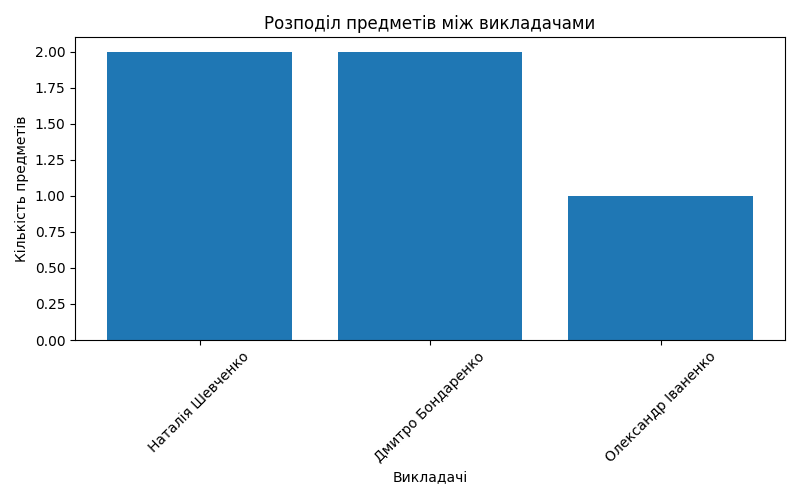 Розподіл предметів між викладачами
Кількість предметів
2.00
1.75
1.50
1.25
1.00
0.75
0.50
0.25
0.00
Наталія Шевченко
Дмитро Бондаренко
Олександр Іваненко
Викладачі